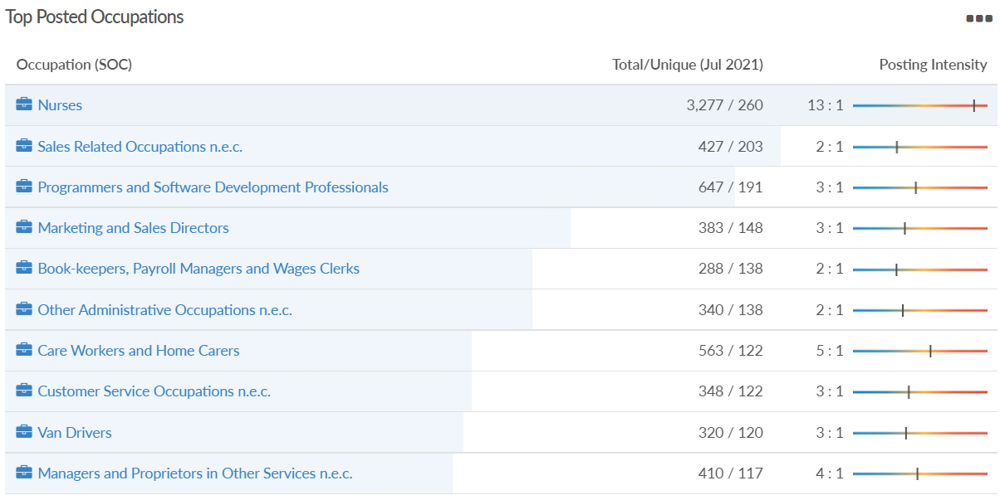 Top Posted Occupations
Occupation (SOC) Total/Unique (Jul 2021) Posting Intensity
Nurses 3,277 / 260 13 : 1
Sales Related Occupations n.e.c. 427 / 203 2 : 1
Programmers and Software Development Professionals 647 / 191 3 : 1
Marketing and Sales Directors 383 / 148 3 : 1
Book-keepers, Payroll Managers and Wages Clerks 288 / 138 2 : 1
Other Administrative Occupations n.e.c. 340 / 138 2 : 1
Care Workers and Home Carers 563 / 122 5 : 1
Customer Service Occupations n.e.c. 348 / 122 3 : 1
Van Drivers 320 / 120 3 : 1
Managers and Proprietors in Other Services n.e.c. 410 / 117 4 : 1